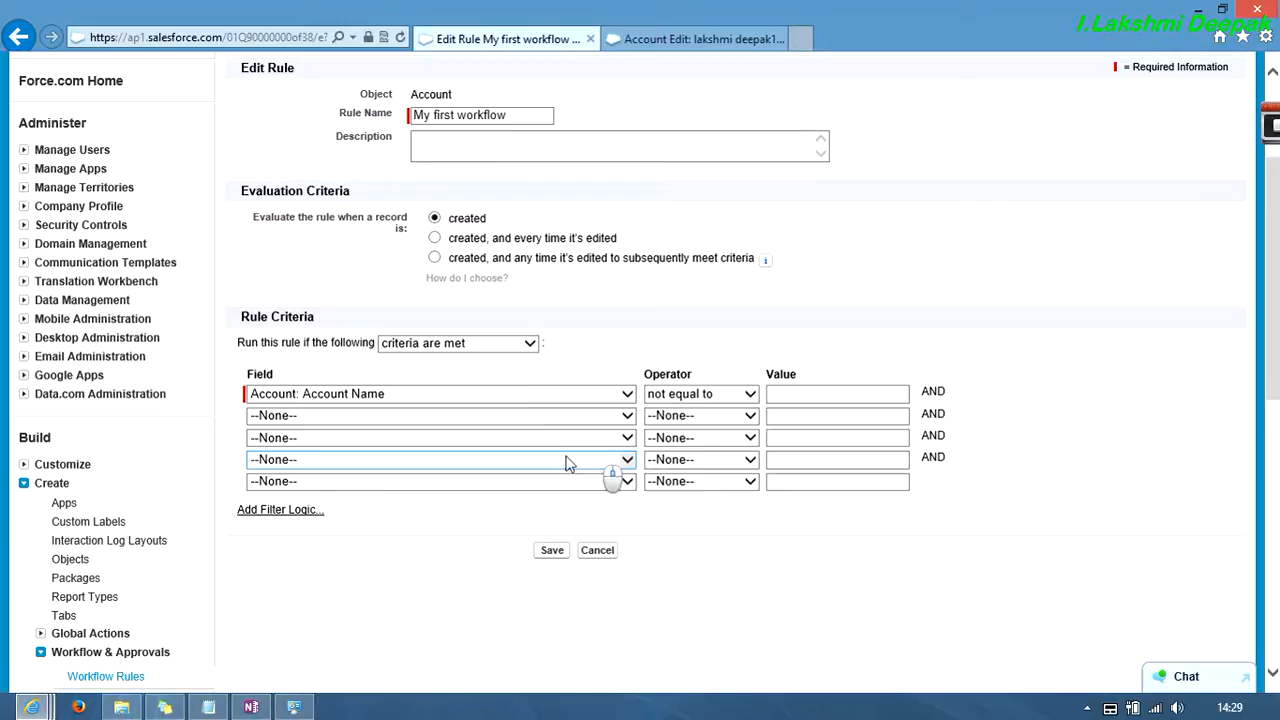 I.Lakshmi Deepak
https://ap1.salesforce.com/01Q90000000of38/e?
Edit Rule My first workflow ...
Account Edit: lakshmi deepak1...
Force.com Home
Administer
Manage Users
Manage Apps
Manage Territories
Company Profile
Security Controls
Domain Management
Communication Templates
Translation Workbench
Data Management
Mobile Administration
Desktop Administration
Email Administration
Google Apps
Data.com Administration
Build
Customize
Create
Apps
Custom Labels
Interaction Log Layouts
Objects
Packages
Report Types
Tabs
Global Actions
Workflow & Approvals
Workflow Rules
Edit Rule
= Required Information
Object Account
Rule Name My first workflow
Description
Evaluation Criteria
Evaluate the rule when a record is:
created
created, and every time it's edited
created, and any time it's edited to subsequently meet criteria
How do I choose?
Rule Criteria
Run this rule if the following criteria are met :
Field Operator Value
Account: Account Name not equal to AND
--None-- --None-- AND
--None-- --None-- AND
--None-- --None-- AND
--None-- --None--
Add Filter Logic...
Save Cancel
Chat
14:29